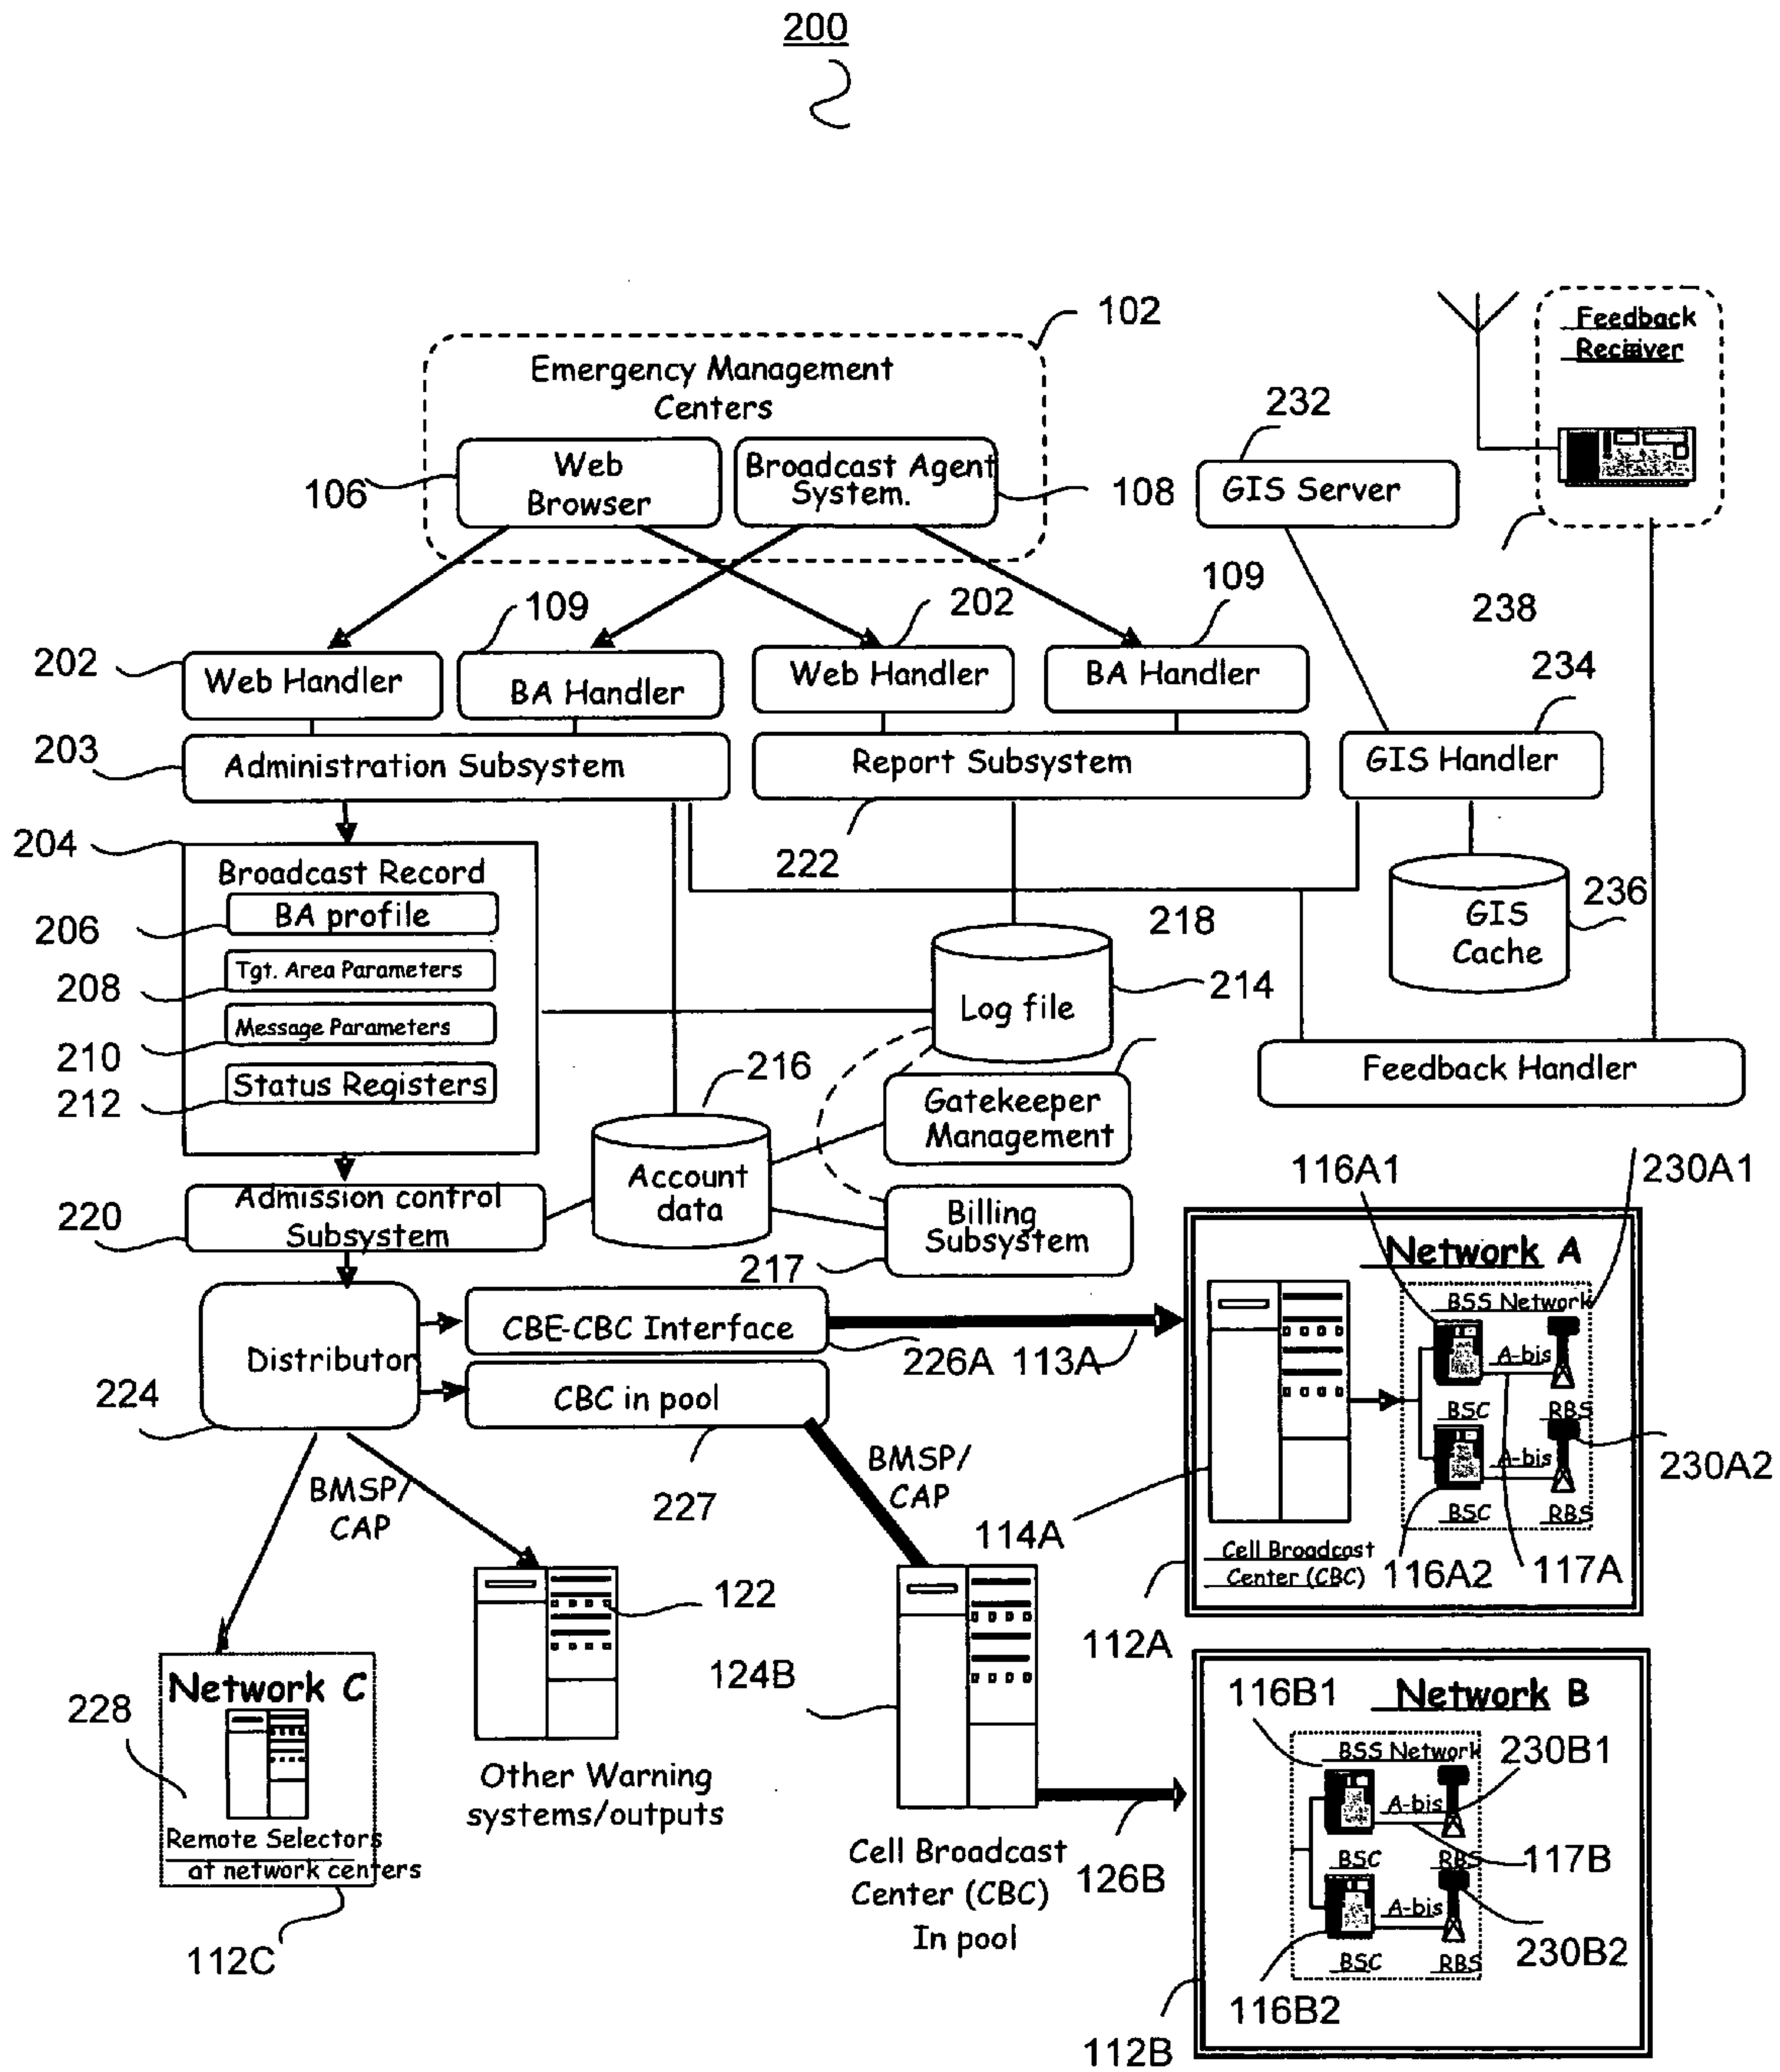 200
102
Feedback
Receiver
Emergency Management
Centers
232
106
Web
Browser
Broadcast Agent
System.
108
GIS Server
238
109
202
109
202
Web Handler
BA Handler
Web Handler
BA Handler
234
203
Administration Subsystem
Report Subsystem
GIS Handler
204
222
Broadcast Record
206
BA profile
218
236
GIS
Cache
208
Tgt. Area Parameters
214
Log file
210
Message Parameters
212
Status Registers
216
Feedback Handler
Gatekeeper
Management
Account
data
116A1
230A1
220
Admission control
Subsystem
Billing
Subsystem
217
Network A
BSS Network
CBE-CBC Interface
226A
113A
A-bis
Distributor
CBC in pool
BSC
RBS
224
A-bis
230A2
BMSP/
CAP
BMSP/
CAP
227
114A
BSC
RBS
Cell Broadcast
Center (CBC)
116A2
117A
122
112A
124B
Network C
228
116B1
Network B
BSS Network
230B1
Other Warning
systems/outputs
A-bis
Remote Selectors
at network centers
Cell Broadcast
Center (CBC)
In pool
126B
BSC
RBS
117B
A-bis
112C
230B2
BSC
RBS
116B2
112B